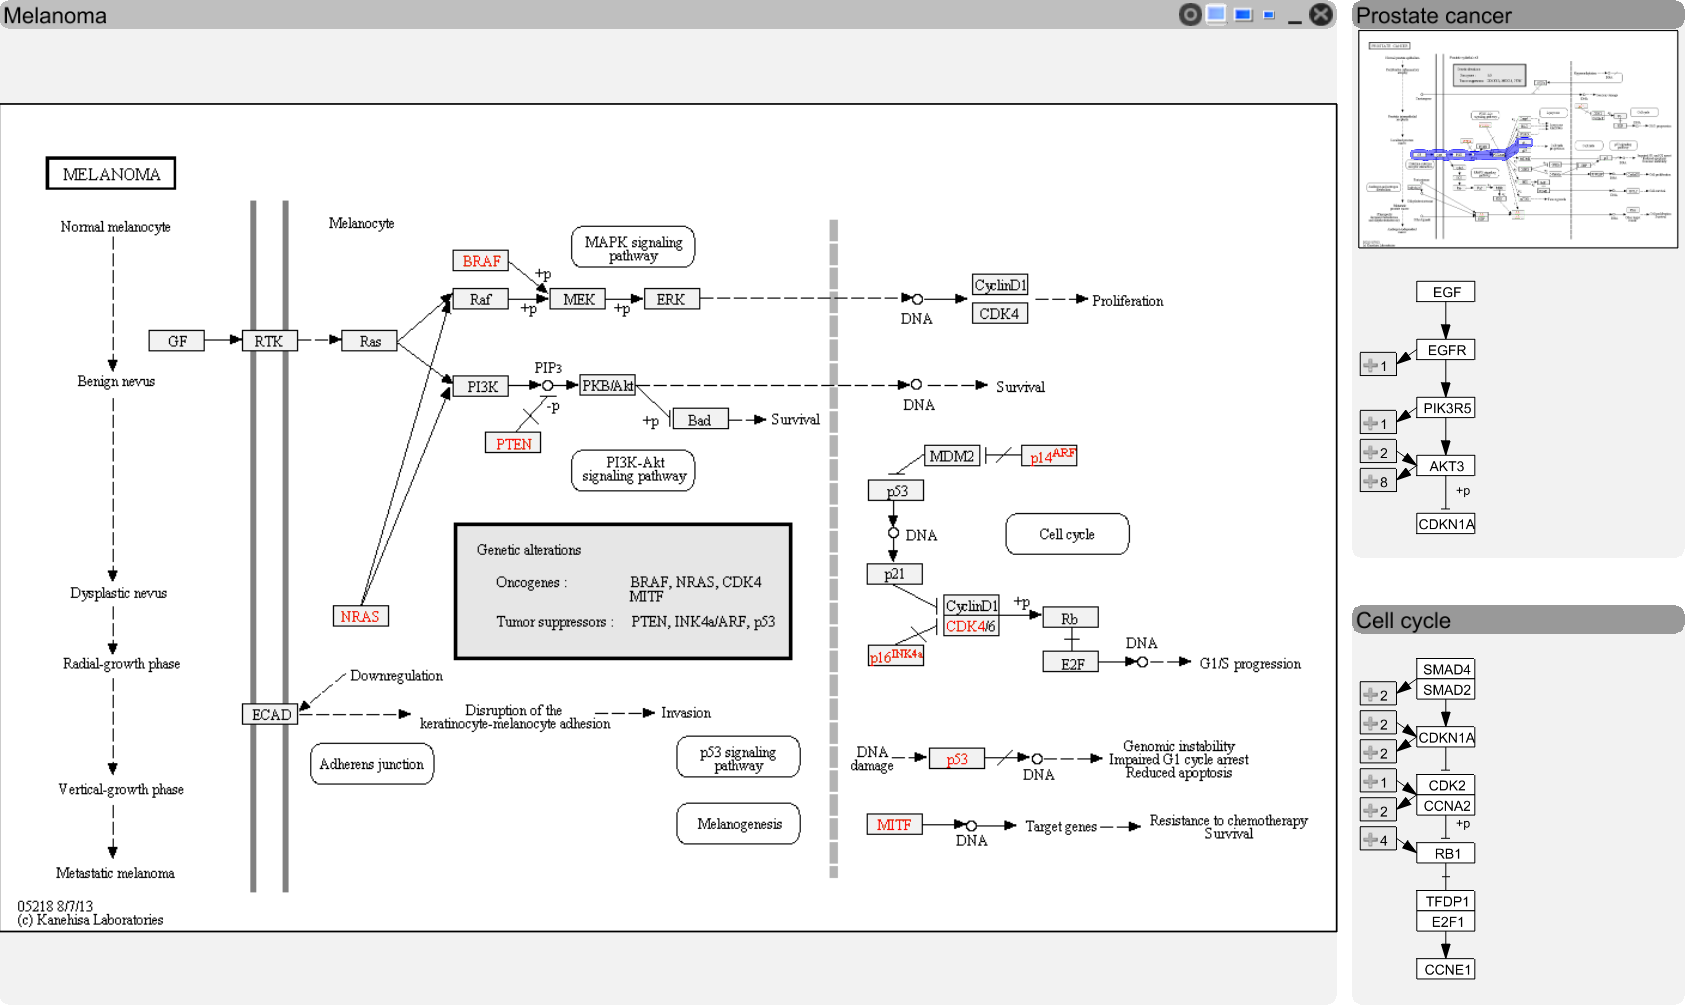 Melanoma
MELANOMA
Normal melanocyte
Benign nevus
Dysplastic nevus
Radial-growth phase
Vertical-growth phase
Metastatic melanoma
05218 8/7/13
(c) Kanehisa Laboratories
Melanocyte
MAPK signaling
pathway
BRAF
+p
Raf
+p
MEK
+p
ERK
DNA
CyclinD1
CDK4
Proliferation
GF
RTK
Ras
PI3K
PIP3
-p
PKB/Akt
DNA
Survival
+p
Bad
Survival
PTEN
PI3K-Akt
signaling pathway
MDM2
p14ARF
p53
DNA
Cell cycle
p21
CyclinD1
CDK4/6
+p
Rb
p16INK4a
E2F
DNA
G1/S progression
Genetic alterations
Oncogenes :
BRAF, NRAS, CDK4
MITF
Tumor suppressors :
PTEN, INK4a/ARF, p53
NRAS
Downregulation
ECAD
Disruption of the
keratinocyte-melanocyte adhesion
Invasion
Adherens junction
p53 signaling
pathway
Melanogenesis
DNA
damage
p53
DNA
Genomic instability
Impaired G1 cycle arrest
Reduced apoptosis
MITF
DNA
Target genes
Resistance to chemotherapy
Survival
Prostate cancer
EGF
EGFR
1
PIK3R5
1
2
AKT3
8
+p
CDKN1A
Cell cycle
SMAD4
SMAD2
2
2
CDKN1A
2
1
CDK2
CCNA2
2
+p
4
RB1
TFDP1
E2F1
CCNE1